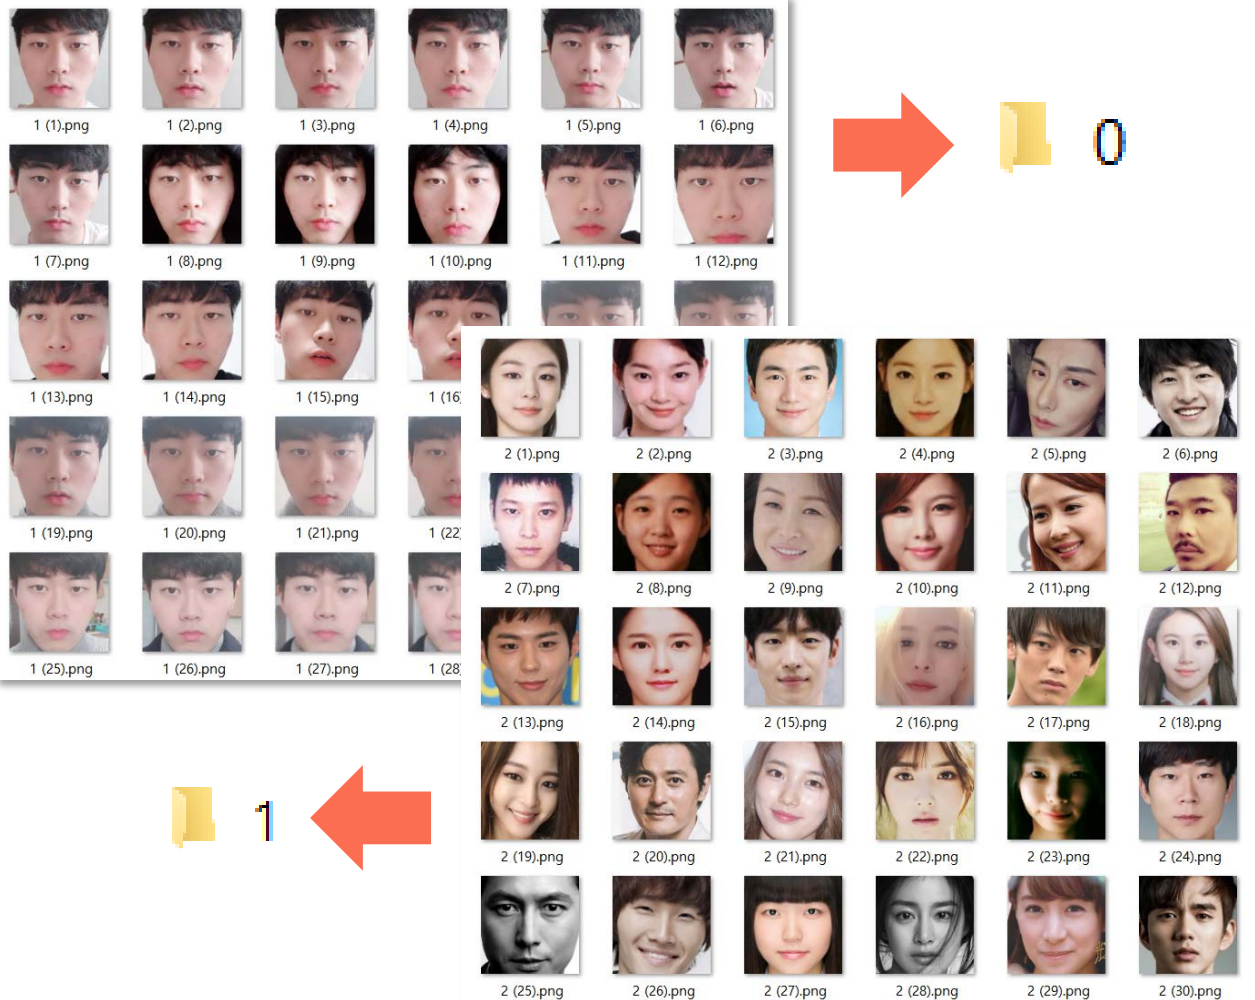 1 (1).png 1 (2).png 1 (3).png 1 (4).png 1 (5).png 1 (6).png
0
1 (7).png 1 (8).png 1 (9).png 1 (10).png 1 (11).png 1 (12).png
1 (13).png 1 (14).png 1 (15).png 1 (16)
1 (19).png 1 (20).png 1 (21).png 1 (22)
1 (25).png 1 (26).png 1 (27).png 1 (28)
2 (1).png 2 (2).png 2 (3).png 2 (4).png 2 (5).png 2 (6).png
2 (7).png 2 (8).png 2 (9).png 2 (10).png 2 (11).png 2 (12).png
2 (13).png 2 (14).png 2 (15).png 2 (16).png 2 (17).png 2 (18).png
1
2 (19).png 2 (20).png 2 (21).png 2 (22).png 2 (23).png 2 (24).png
2 (25).png 2 (26).png 2 (27).png 2 (28).png 2 (29).png 2 (30).png